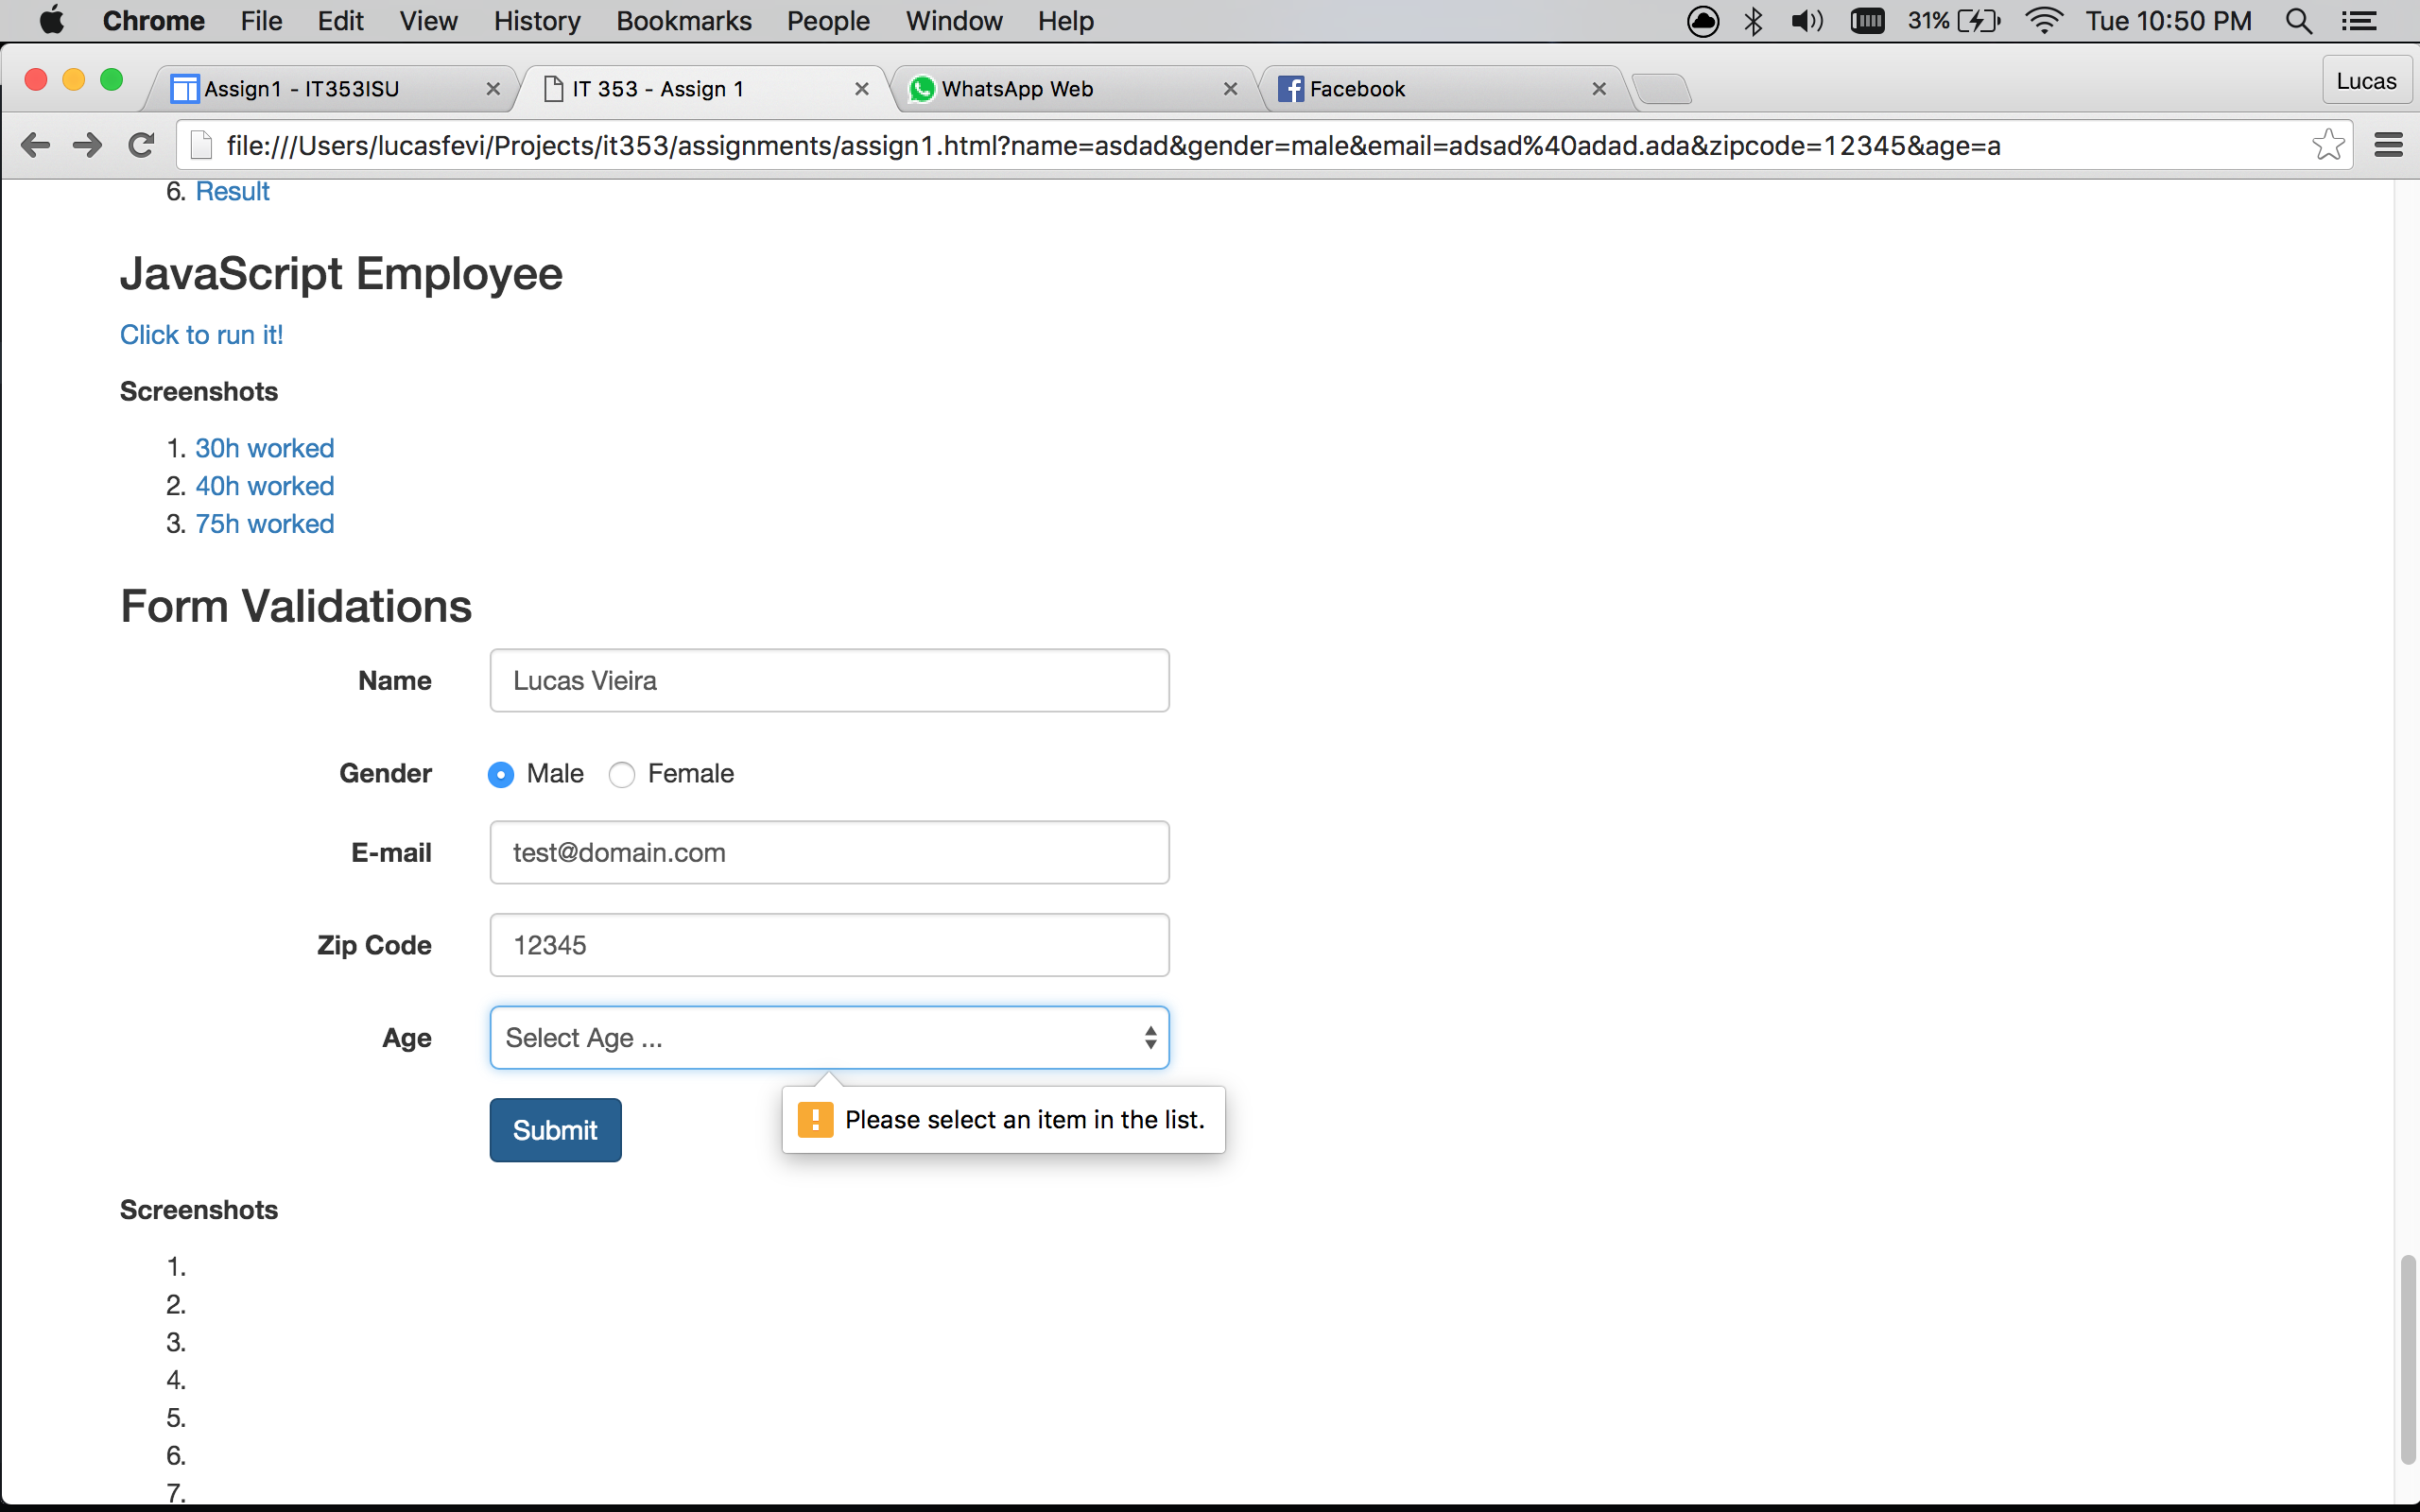 Chrome File Edit View History Bookmarks People Window Help 31% Tue 10:50 PM
Assign1 - IT353ISU IT 353 - Assign 1 WhatsApp Web Facebook Lucas
file:///Users/lucasfevi/Projects/it353/assignments/assign1.html?name=asdad&gender=male&email=adsad%40adad.ada&zipcode=12345&age=a
6. Result
JavaScript Employee
Click to run it!
Screenshots
1. 30h worked
2. 40h worked
3. 75h worked
Form Validations
Name Lucas Vieira
Gender Male Female
E-mail test@domain.com
Zip Code 12345
Age Select Age ...
Please select an item in the list.
Submit
Screenshots
1.
2.
3.
4.
5.
6.
7.